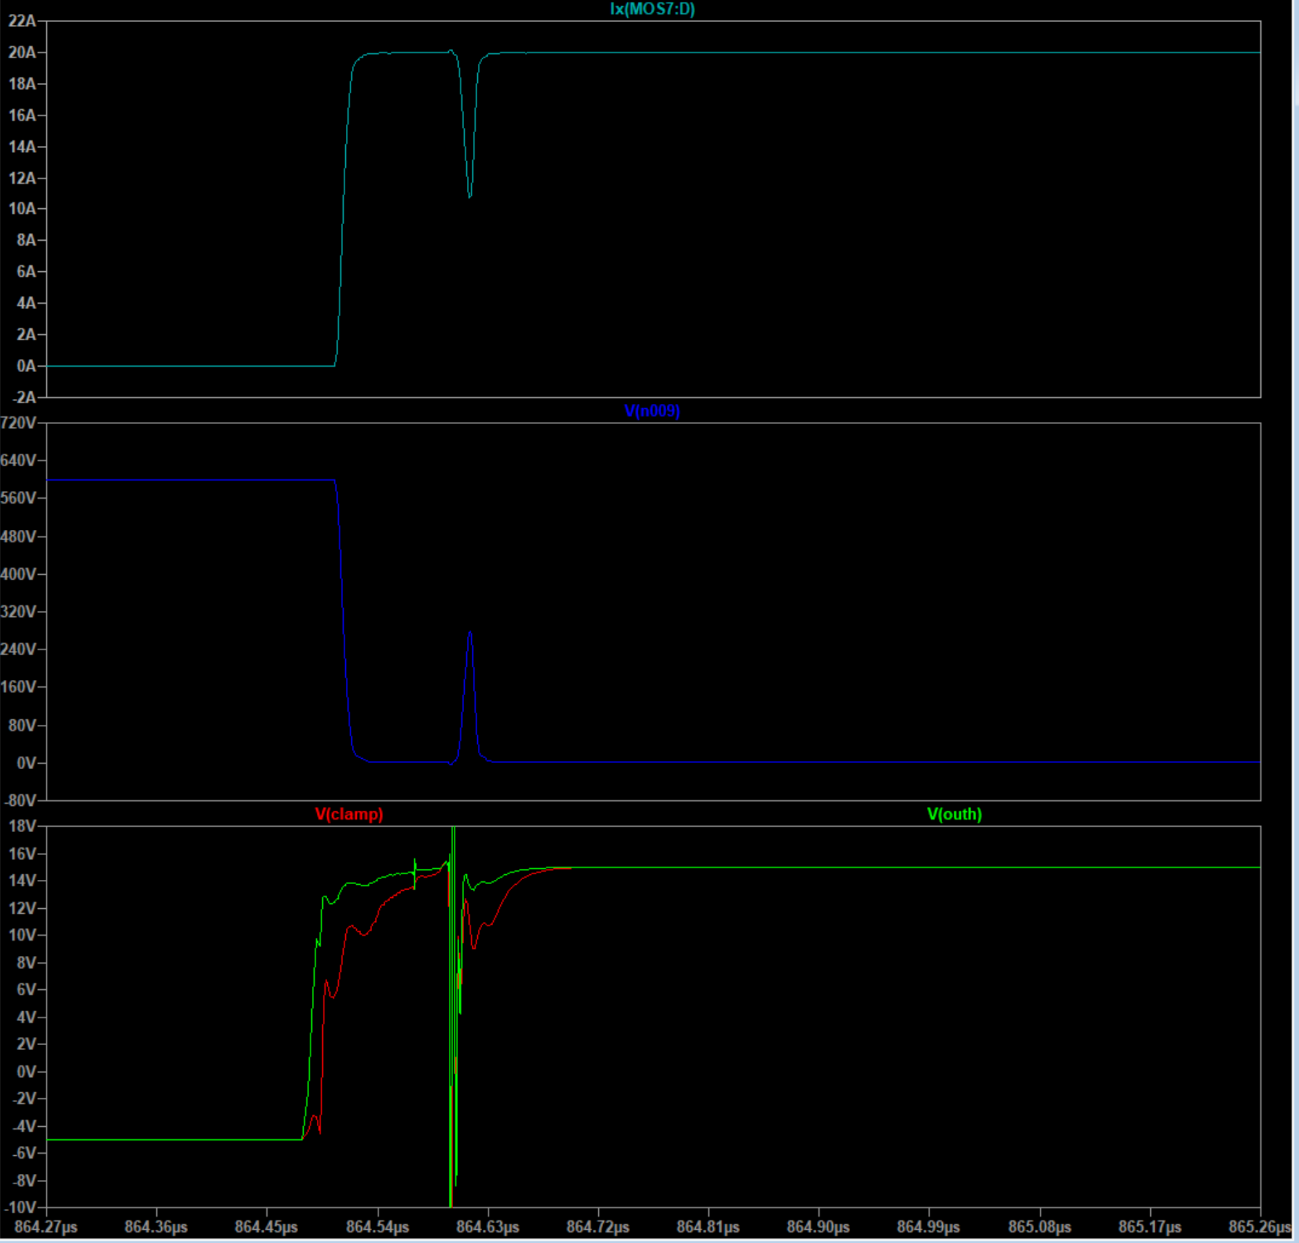 Ix(MOS7:D)
22A
20A
18A
16A
14A
12A
10A
8A
6A
4A
2A
0A
-2A
V(n009)
720V
640V
560V
480V
400V
320V
240V
160V
80V
0V
-80V
V(clamp) V(outh)
18V
16V
14V
12V
10V
8V
6V
4V
2V
0V
-2V
-4V
-6V
-8V
-10V
864.27µs 864.36µs 864.45µs 864.54µs 864.63µs 864.72µs 864.81µs 864.90µs 864.99µs 865.08µs 865.17µs 865.26µs